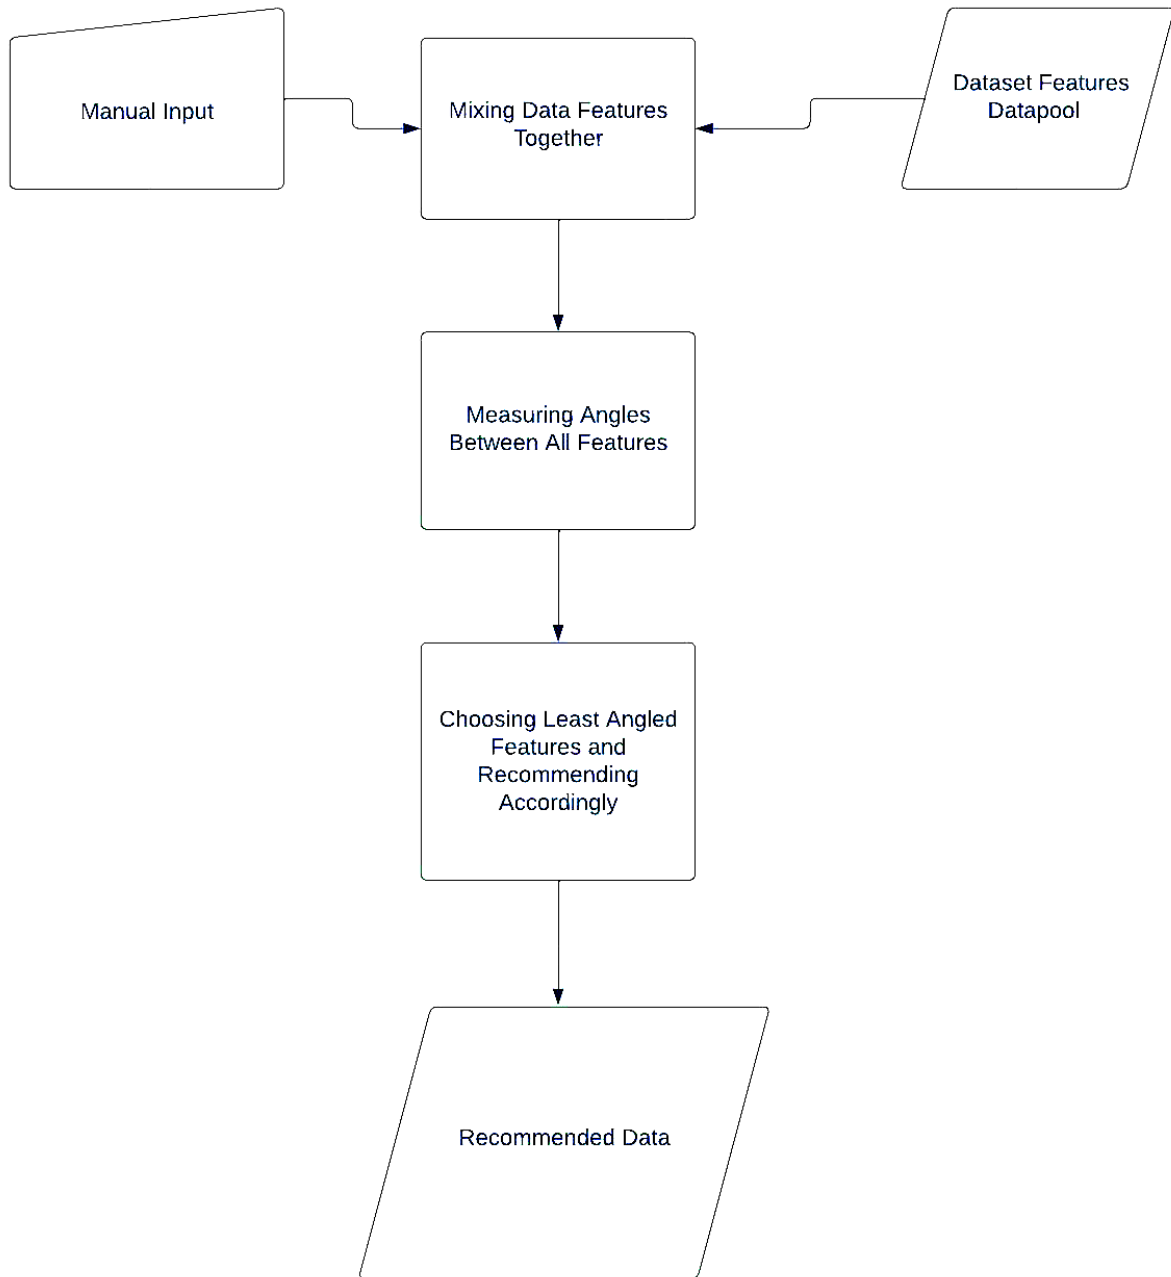 Manual Input
Mixing Data Features
Together
Dataset Features
Datapool
Measuring Angles
Between All Features
Choosing Least Angled
Features and
Recommending
Accordingly
Recommended Data